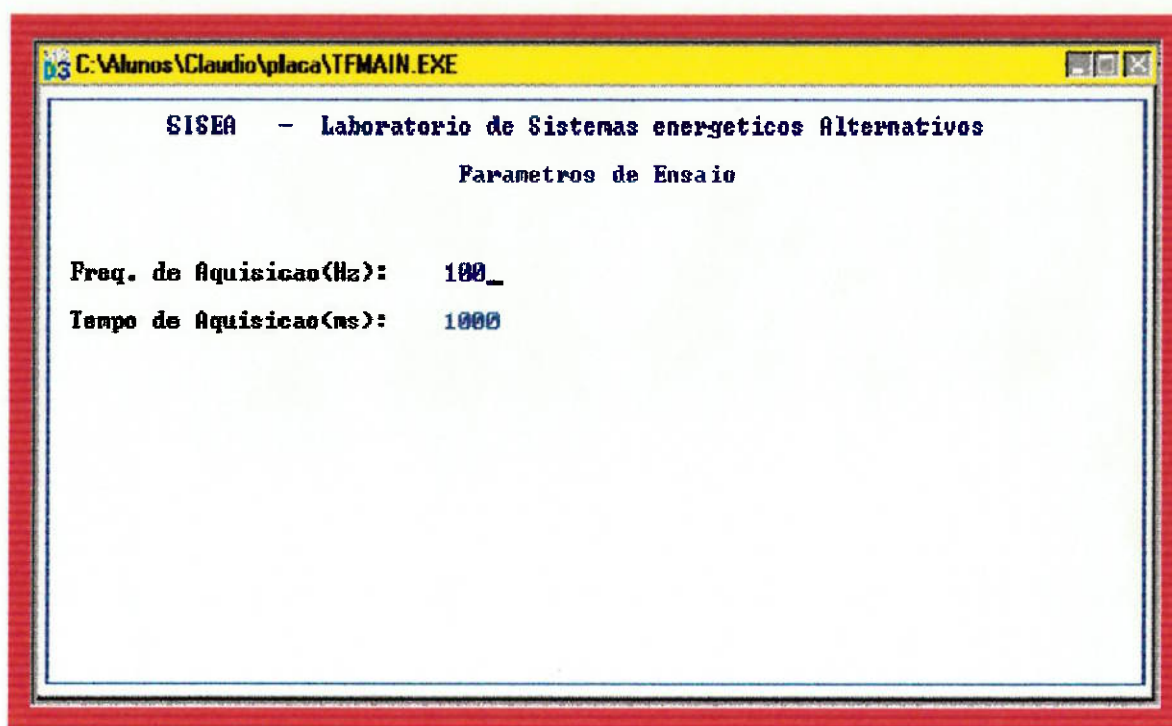 C:\Alunos\Claudio\placa\TFMAIN.EXE
SISEA – Laboratorio de Sistemas energeticos Alternativos
Parametros de Ensaio
Freq. de Aquisicao(Hz): 100_
Tempo de Aquisicao(ms): 1000